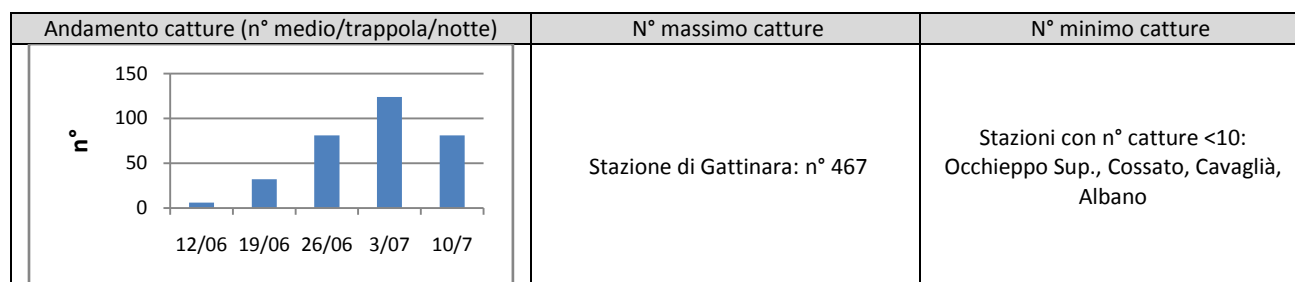 Andamento catture (n° medio/trappola/notte)
N° massimo catture
N° minimo catture
150
100
50
0
n°
12/06 19/06 26/06 3/07 10/7
Stazione di Gattinara: n° 467
Stazioni con n° catture <10:
Occhieppo Sup., Cossato, Cavaglià,
Albano